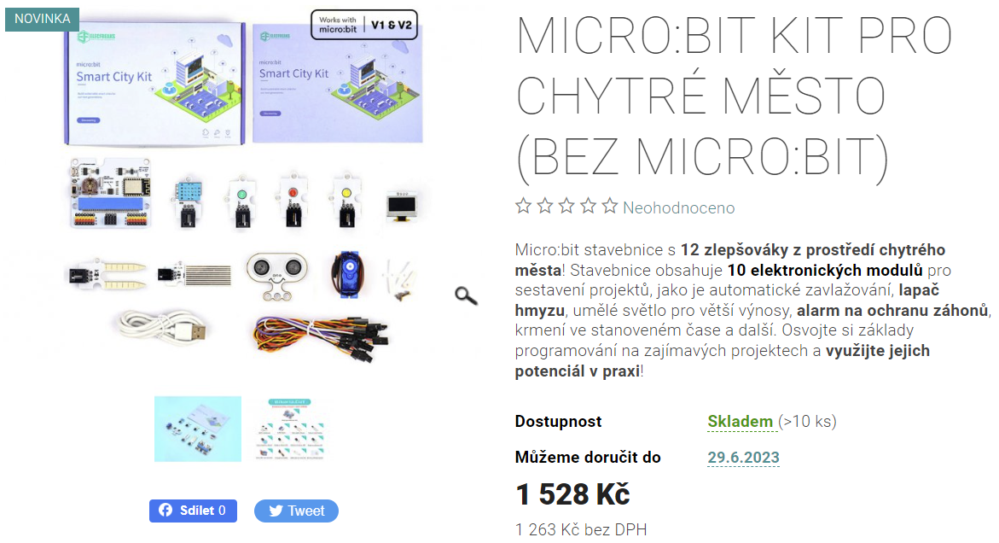 NOVINKA
ELECFREAKS
micro:bit
Smart City Kit
ELECFREAKS
micro:bit
Smart City Kit
Works with
micro:bit
V1 & V2
MICRO:BIT KIT PRO
CHYTRÉ MĚSTO
(BEZ MICRO:BIT)
Neohodnoceno
Micro:bit stavebnice s 12 zlepšováky z prostředí chytrého
města! Stavebnice obsahuje 10 elektronických modulů pro
sestavení projektů, jako je automatické zavlažování, lapač
hmyzu, umělé světlo pro větší výnosy, alarm na ochranu záhonů,
krmení ve stanoveném čase a další. Osvojte si základy
programování na zajímavých projektech a využijte jejich
potenciál v praxi!
Dostupnost
Skladem (>10 ks)
Můžeme doručit do
29.6.2023
1 528 Kč
1 263 Kč bez DPH
Sdílet 0
Tweet